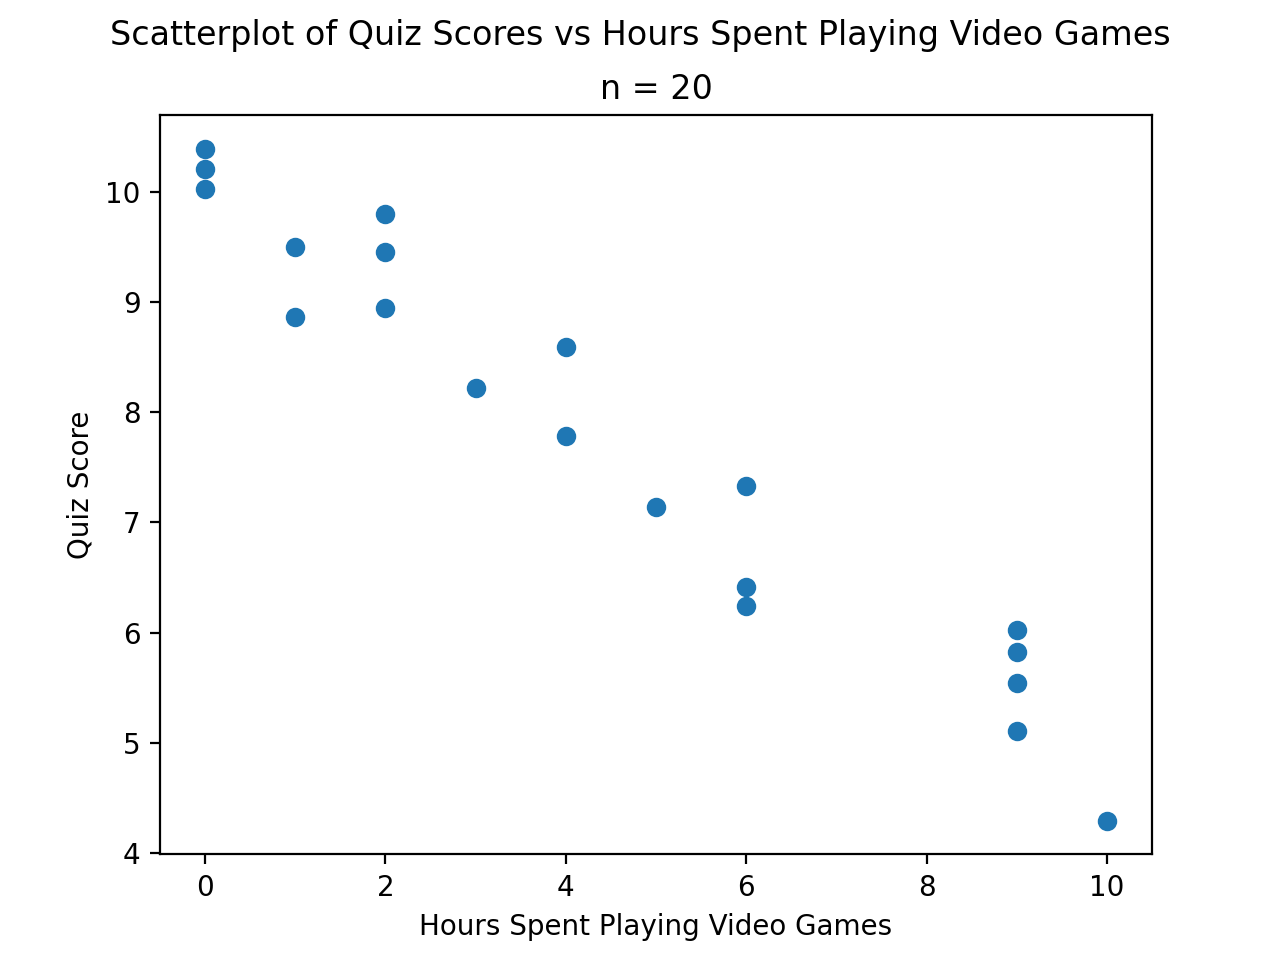 Scatterplot of Quiz Scores vs Hours Spent Playing Video Games
n = 20
10
9
8
7
6
5
4
Quiz Score
0 2 4 6 8 10
Hours Spent Playing Video Games